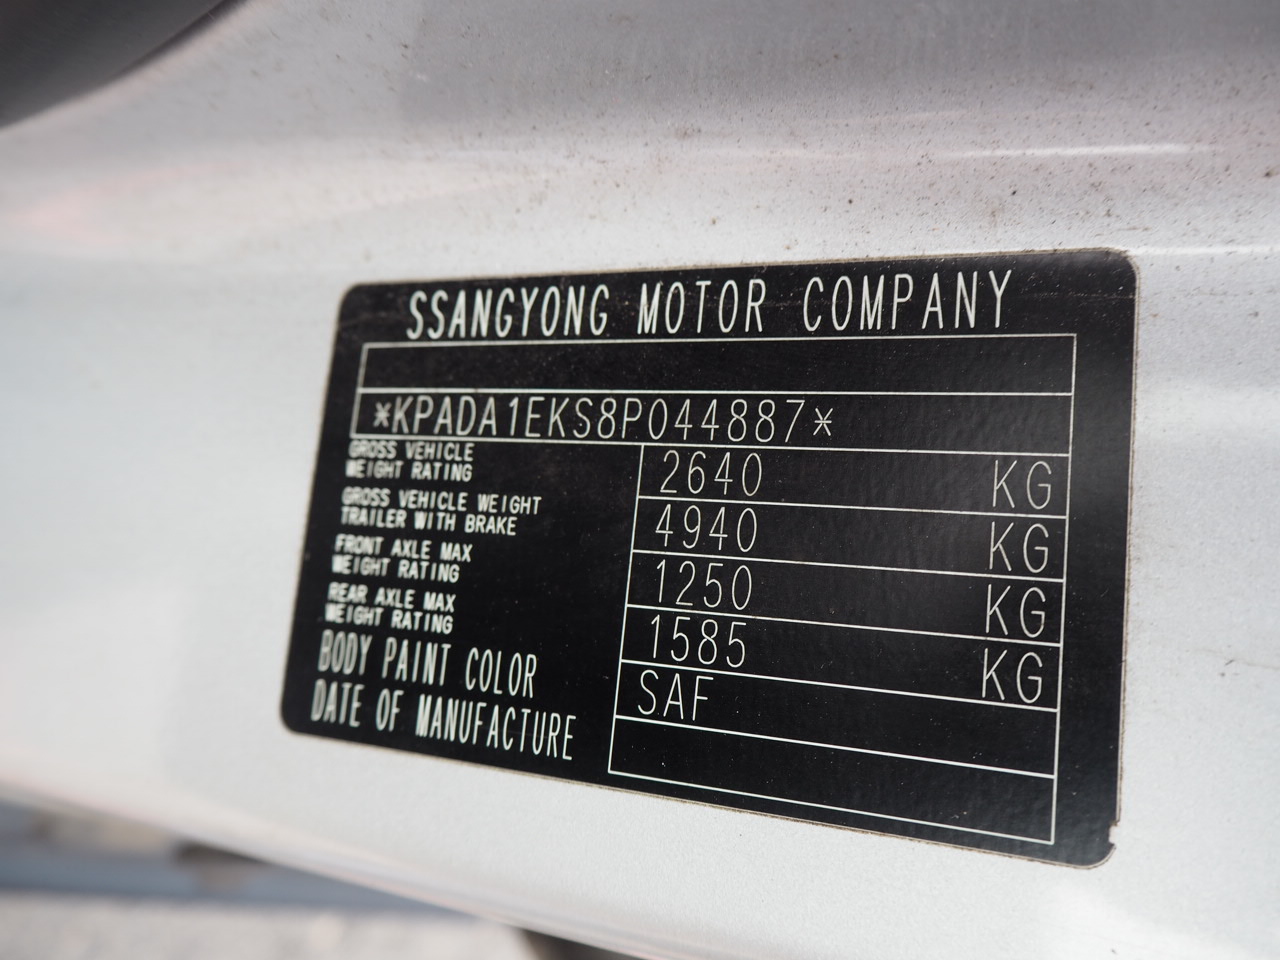 SSANGYONG MOTOR COMPANY
*KPADA1EKS8P044887*
GROSS VEHICLE
WEIGHT RATING
2640 KG
GROSS VEHICLE WEIGHT
TRAILER WITH BRAKE
4940 KG
FRONT AXLE MAX
WEIGHT RATING
1250 KG
REAR AXLE MAX
WEIGHT RATING
1585 KG
BODY PAINT COLOR
SAF
DATE OF MANUFACTURE